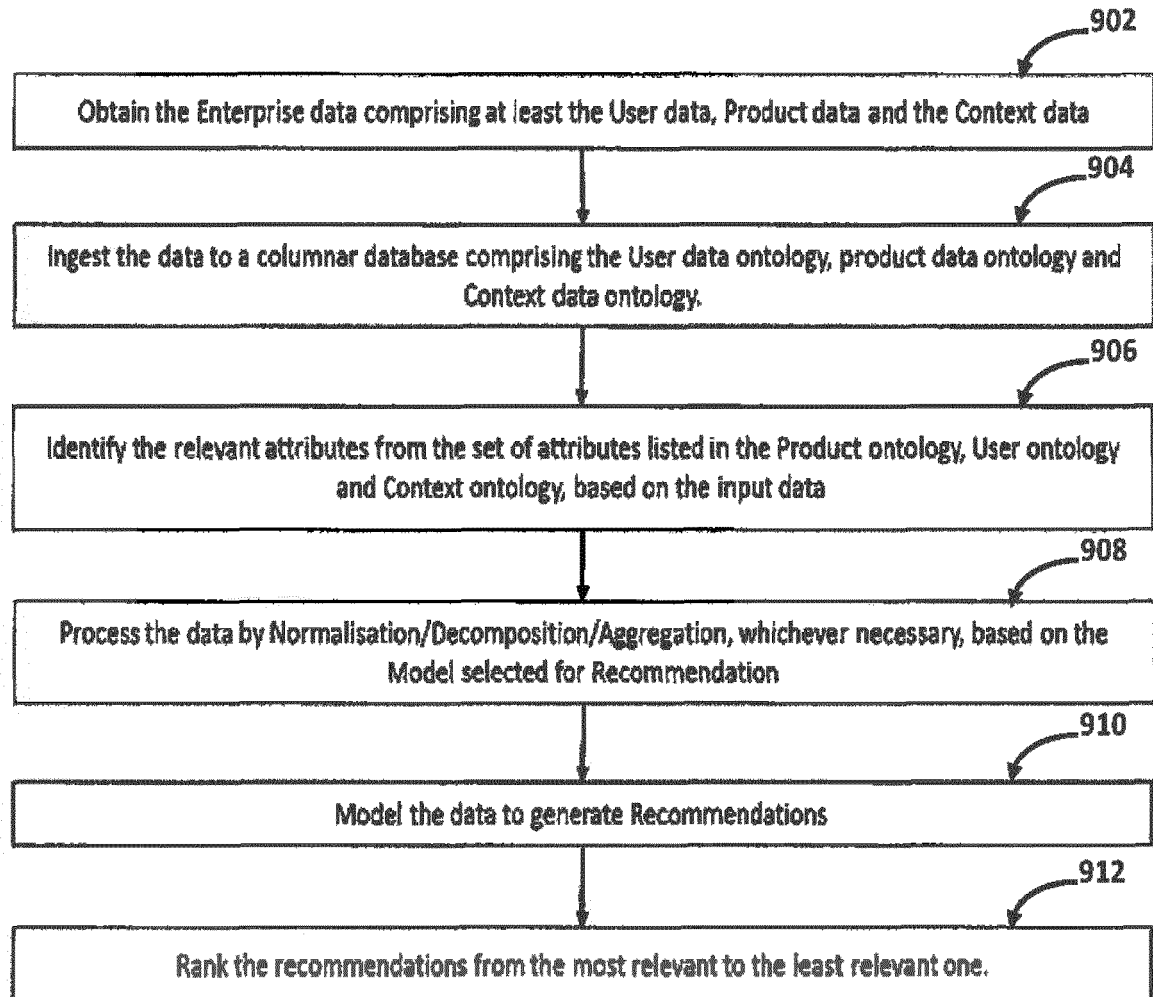 902
Obtain the Enterprise data comprising at least the User data, Product data and the Context data
904
Ingest the data to a columnar database comprising the User data ontology, product data ontology and
Context data ontology.
906
Identify the relevant attributes from the set of attributes listed in the Product ontology, User ontology
and Context ontology, based on the input data
908
Process the data by Normalisation/Decomposition/Aggregation, whichever necessary, based on the
Model selected for Recommendation
910
Model the data to generate Recommendations
912
Rank the recommendations from the most relevant to the least relevant one.